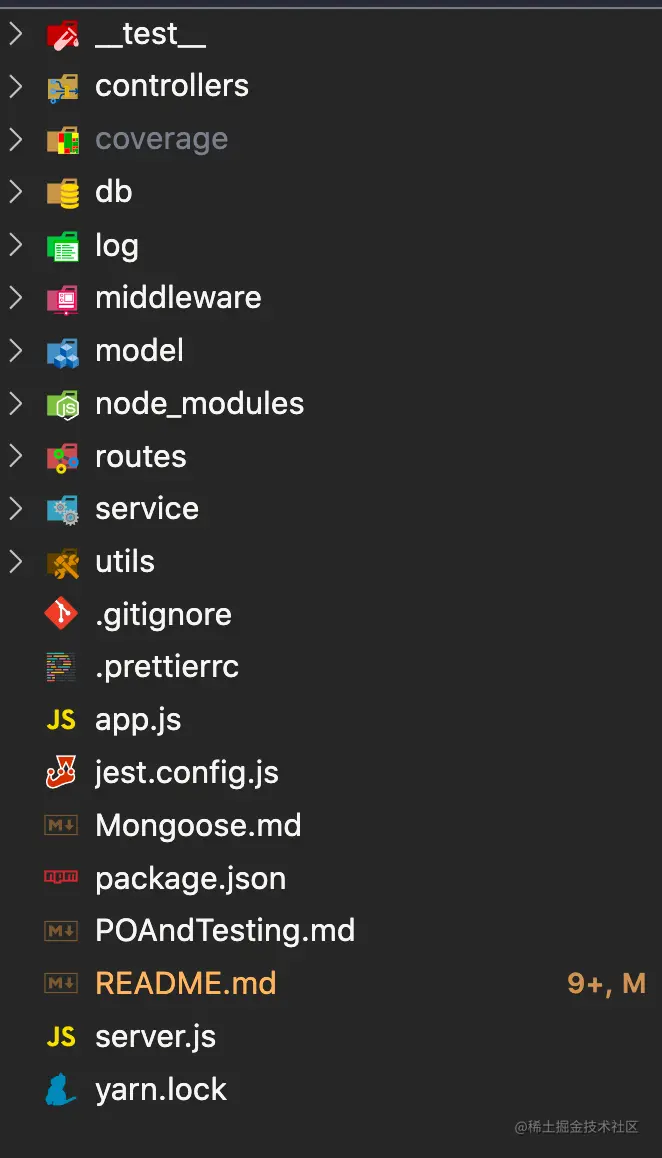 __test__
controllers
coverage
db
log
middleware
model
node_modules
routes
service
utils
.gitignore
.prettierrc
JS app.js
jest.config.js
M↓ Mongoose.md
npm package.json
M↓ POAndTesting.md
M↓ README.md 9+, M
JS server.js
yarn.lock
@稀土掘金技术社区